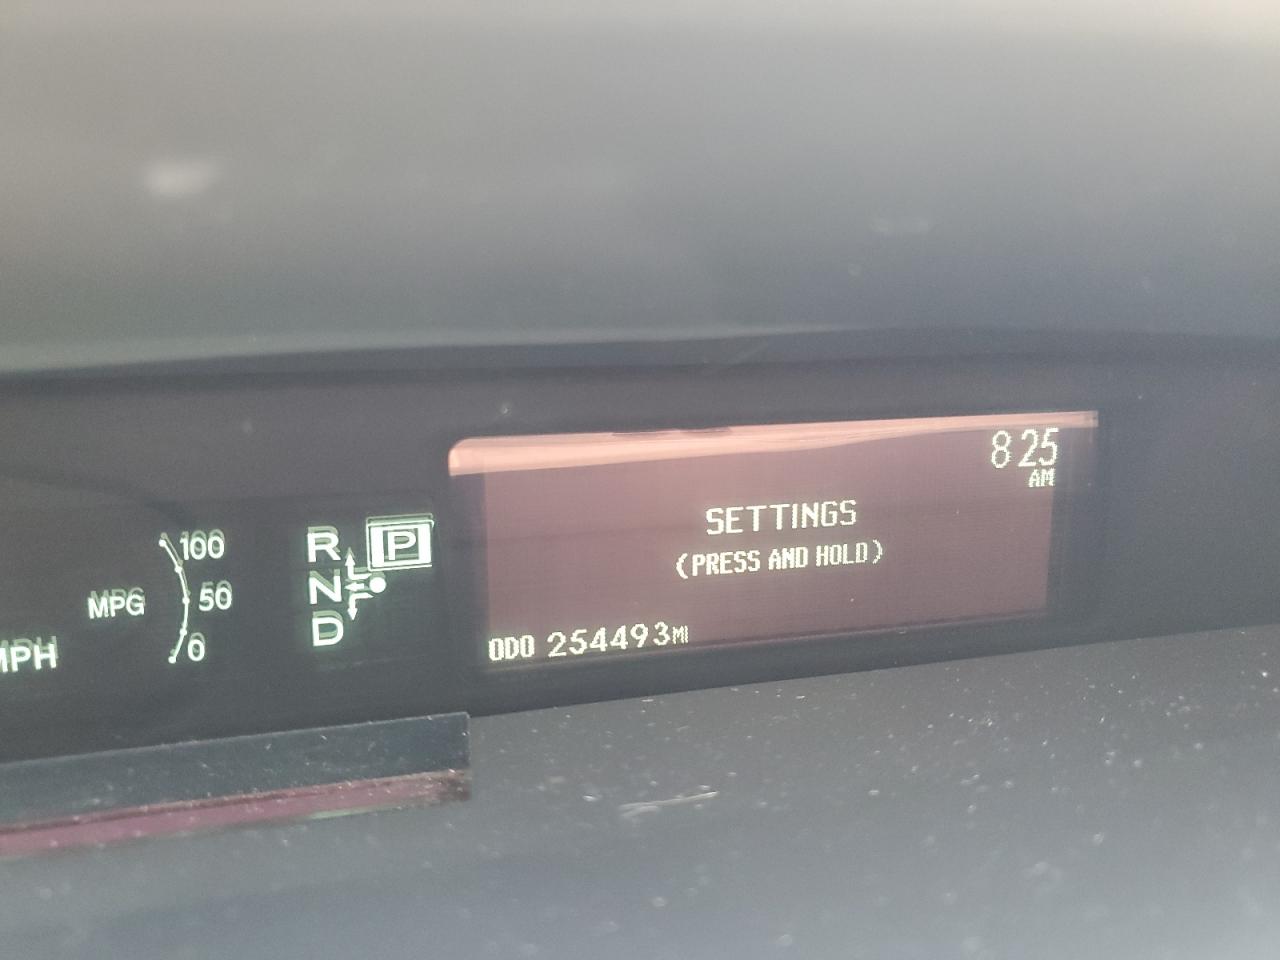 8 25
AM
SETTINGS
(PRESS AND HOLD)
ODO 254493MI
R P
N
D
100
MPG 50
0
MPH